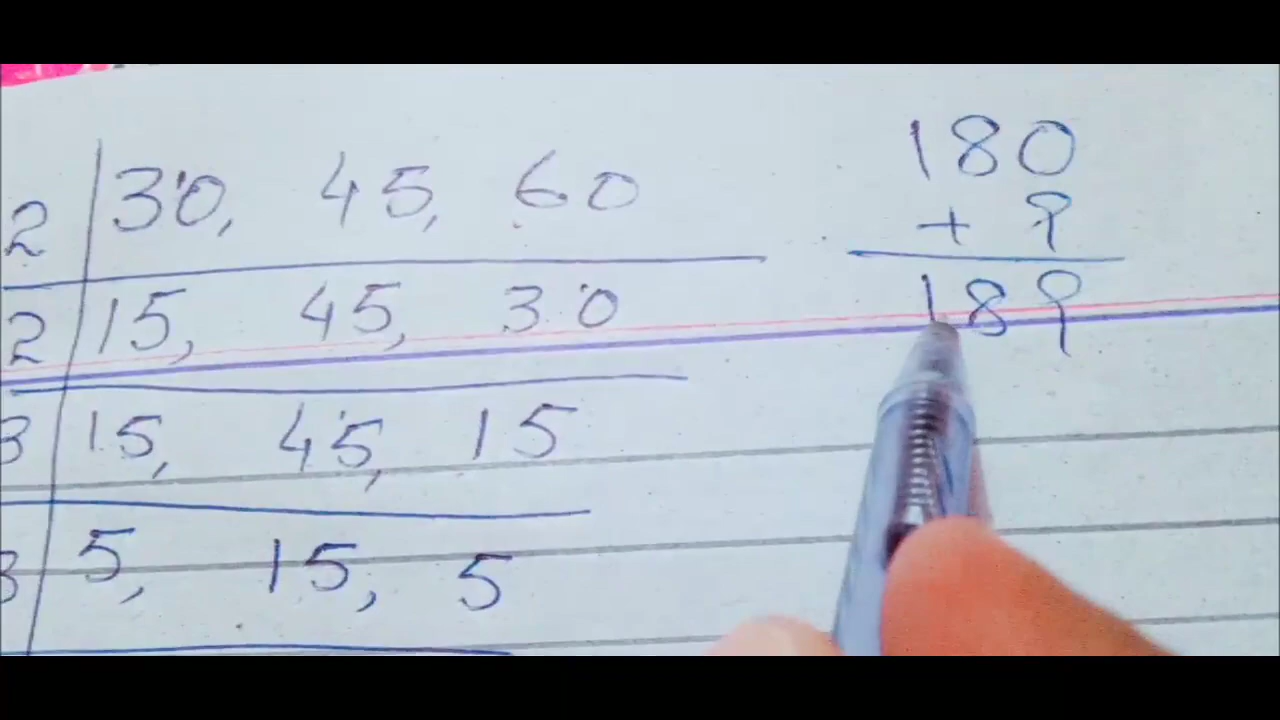 2 | 30, 45, 60
2 | 15, 45, 30
3 | 15, 45, 15
3 | 5, 15, 5
180
+ 9
189